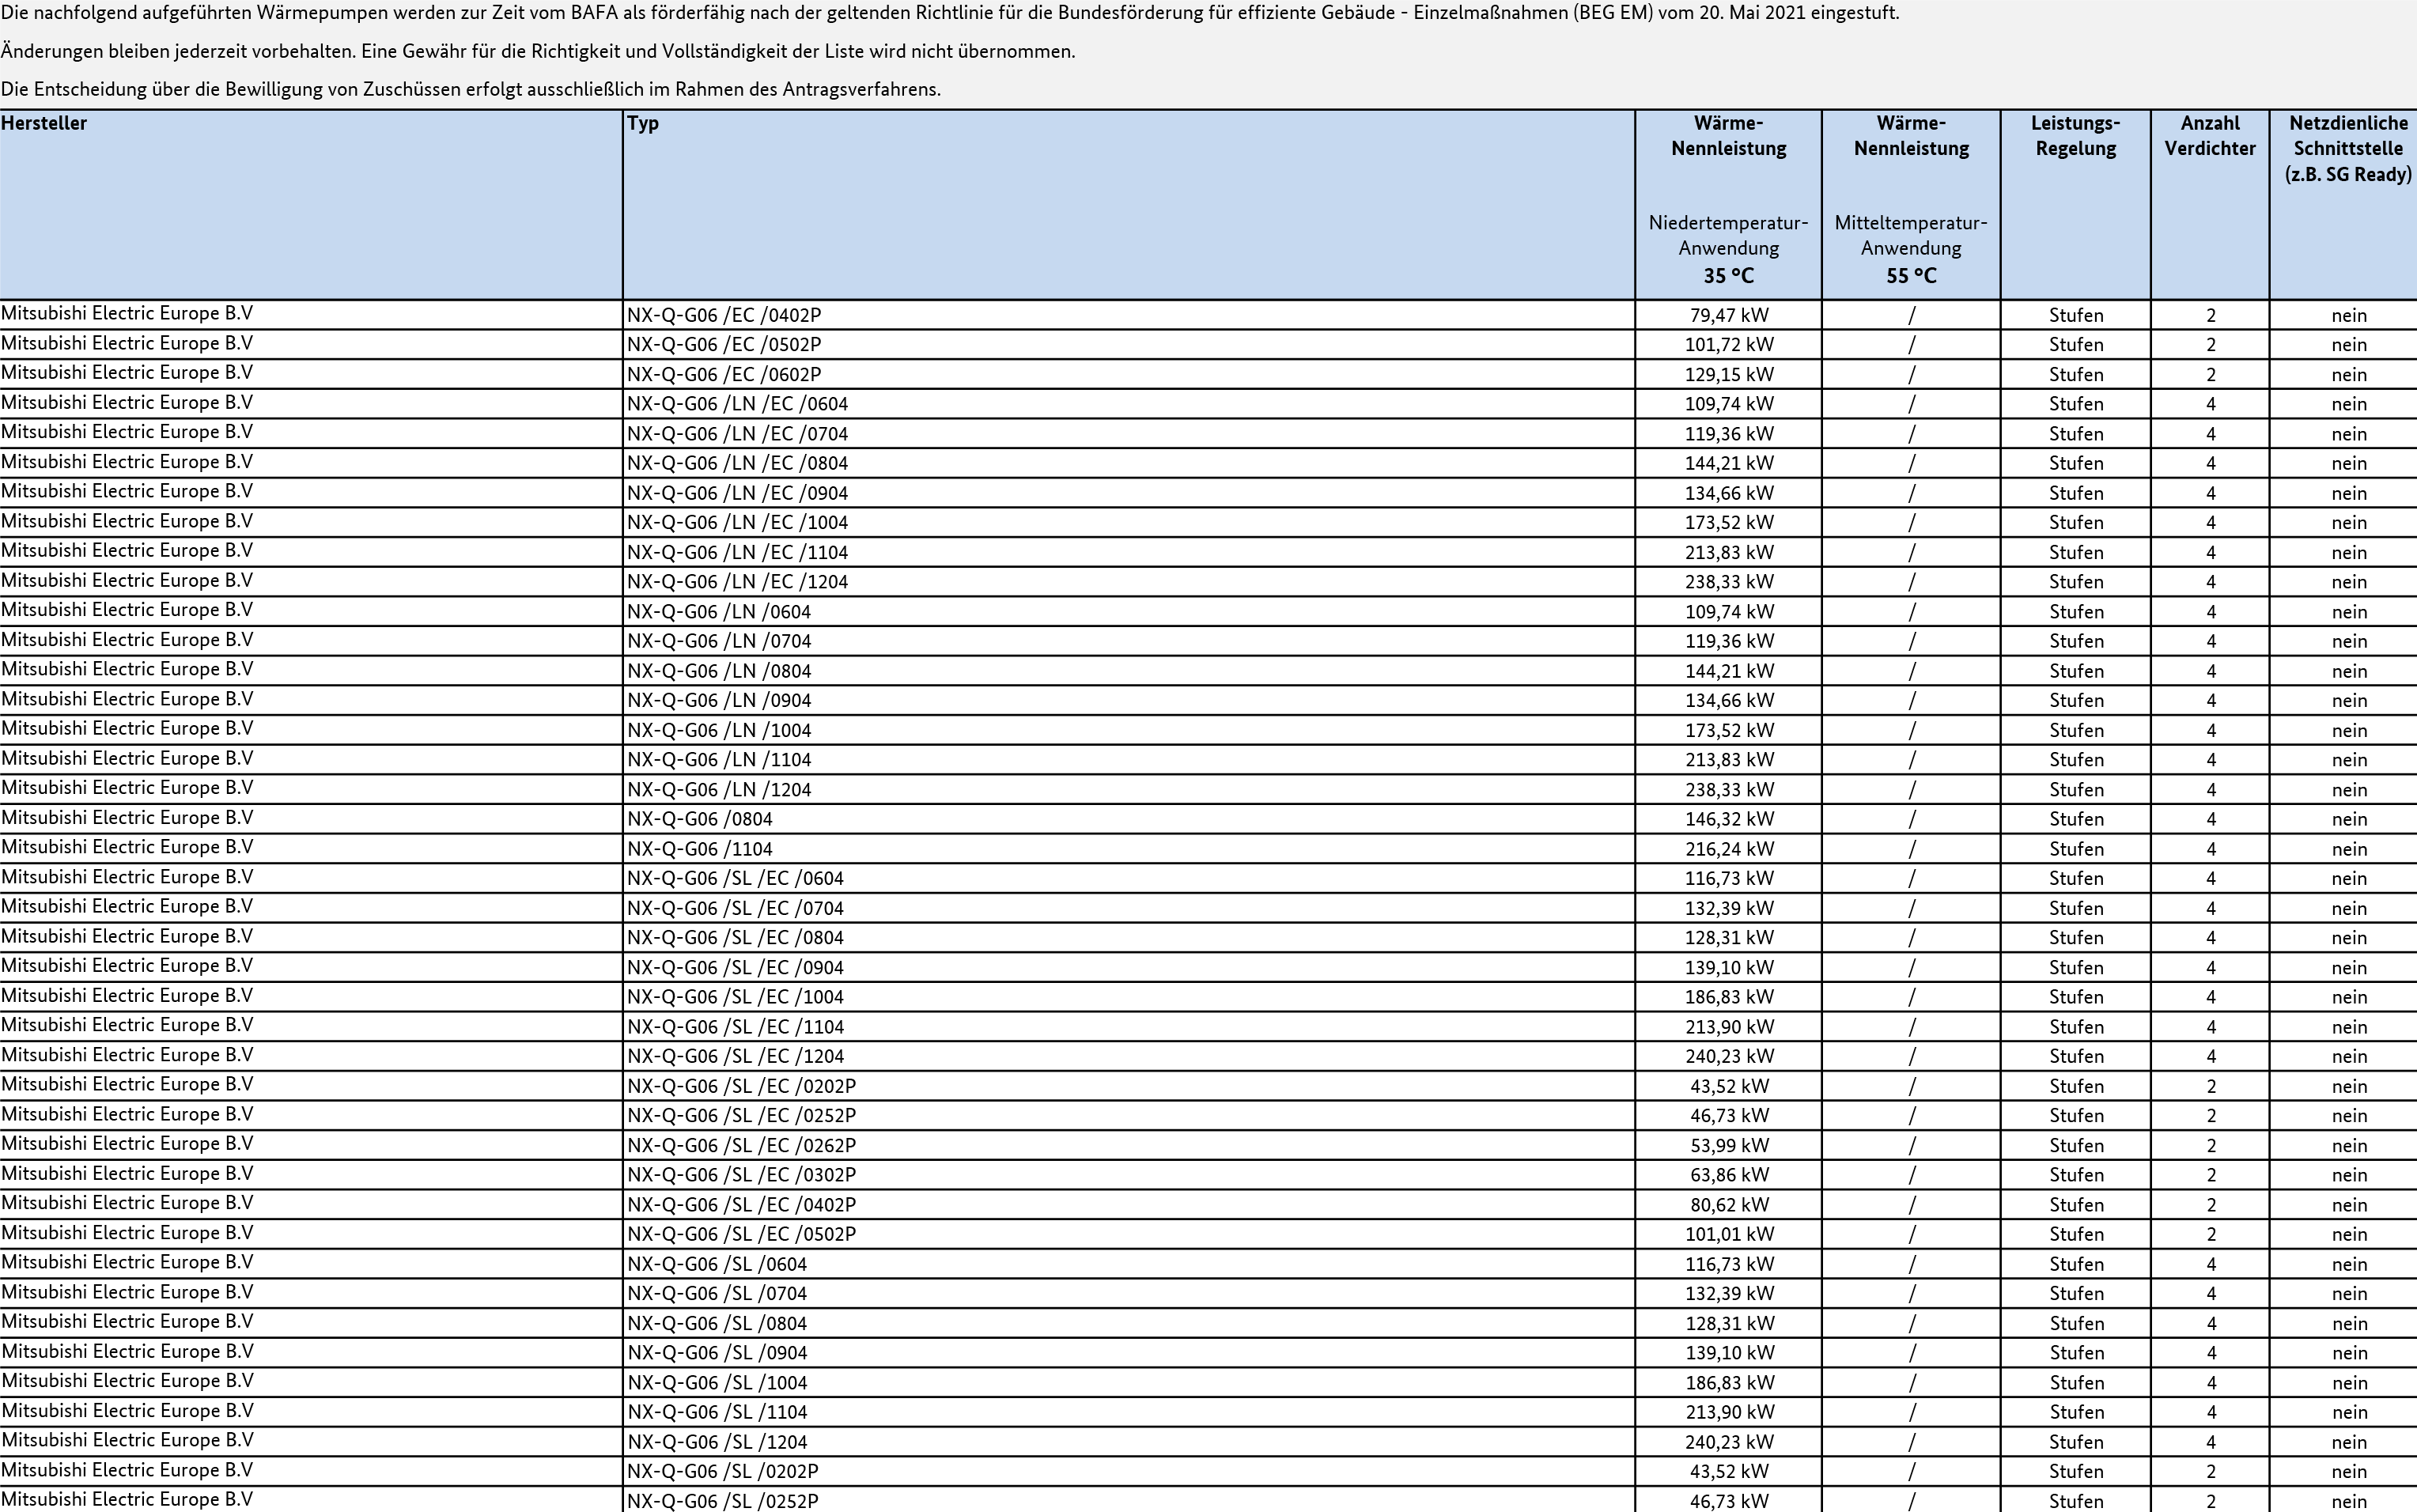 Die nachfolgend aufgeführten Wärmepumpen werden zur Zeit vom BAFA als förderfähig nach der geltenden Richtlinie für die Bundesförderung für effiziente Gebäude - Einzelmaßnahmen (BEG EM) vom 20. Mai 2021 eingestuft.
Änderungen bleiben jederzeit vorbehalten. Eine Gewähr für die Richtigkeit und Vollständigkeit der Liste wird nicht übernommen.
Die Entscheidung über die Bewilligung von Zuschüssen erfolgt ausschließlich im Rahmen des Antragsverfahrens.
Hersteller Typ Wärme- Wärme- Leistungs- Anzahl Netzdienliche
Nennleistung Nennleistung Regelung Verdichter Schnittstelle
(z.B. SG Ready)
Niedertemperatur- Mitteltemperatur-
Anwendung Anwendung
35 °C 55 °C
Mitsubishi Electric Europe B.V NX-Q-G06 /EC /0402P 79,47 kW / Stufen 2 nein
Mitsubishi Electric Europe B.V NX-Q-G06 /EC /0502P 101,72 kW / Stufen 2 nein
Mitsubishi Electric Europe B.V NX-Q-G06 /EC /0602P 129,15 kW / Stufen 2 nein
Mitsubishi Electric Europe B.V NX-Q-G06 /LN /EC /0604 109,74 kW / Stufen 4 nein
Mitsubishi Electric Europe B.V NX-Q-G06 /LN /EC /0704 119,36 kW / Stufen 4 nein
Mitsubishi Electric Europe B.V NX-Q-G06 /LN /EC /0804 144,21 kW / Stufen 4 nein
Mitsubishi Electric Europe B.V NX-Q-G06 /LN /EC /0904 134,66 kW / Stufen 4 nein
Mitsubishi Electric Europe B.V NX-Q-G06 /LN /EC /1004 173,52 kW / Stufen 4 nein
Mitsubishi Electric Europe B.V NX-Q-G06 /LN /EC /1104 213,83 kW / Stufen 4 nein
Mitsubishi Electric Europe B.V NX-Q-G06 /LN /EC /1204 238,33 kW / Stufen 4 nein
Mitsubishi Electric Europe B.V NX-Q-G06 /LN /0604 109,74 kW / Stufen 4 nein
Mitsubishi Electric Europe B.V NX-Q-G06 /LN /0704 119,36 kW / Stufen 4 nein
Mitsubishi Electric Europe B.V NX-Q-G06 /LN /0804 144,21 kW / Stufen 4 nein
Mitsubishi Electric Europe B.V NX-Q-G06 /LN /0904 134,66 kW / Stufen 4 nein
Mitsubishi Electric Europe B.V NX-Q-G06 /LN /1004 173,52 kW / Stufen 4 nein
Mitsubishi Electric Europe B.V NX-Q-G06 /LN /1104 213,83 kW / Stufen 4 nein
Mitsubishi Electric Europe B.V NX-Q-G06 /LN /1204 238,33 kW / Stufen 4 nein
Mitsubishi Electric Europe B.V NX-Q-G06 /0804 146,32 kW / Stufen 4 nein
Mitsubishi Electric Europe B.V NX-Q-G06 /1104 216,24 kW / Stufen 4 nein
Mitsubishi Electric Europe B.V NX-Q-G06 /SL /EC /0604 116,73 kW / Stufen 4 nein
Mitsubishi Electric Europe B.V NX-Q-G06 /SL /EC /0704 132,39 kW / Stufen 4 nein
Mitsubishi Electric Europe B.V NX-Q-G06 /SL /EC /0804 128,31 kW / Stufen 4 nein
Mitsubishi Electric Europe B.V NX-Q-G06 /SL /EC /0904 139,10 kW / Stufen 4 nein
Mitsubishi Electric Europe B.V NX-Q-G06 /SL /EC /1004 186,83 kW / Stufen 4 nein
Mitsubishi Electric Europe B.V NX-Q-G06 /SL /EC /1104 213,90 kW / Stufen 4 nein
Mitsubishi Electric Europe B.V NX-Q-G06 /SL /EC /1204 240,23 kW / Stufen 4 nein
Mitsubishi Electric Europe B.V NX-Q-G06 /SL /EC /0202P 43,52 kW / Stufen 2 nein
Mitsubishi Electric Europe B.V NX-Q-G06 /SL /EC /0252P 46,73 kW / Stufen 2 nein
Mitsubishi Electric Europe B.V NX-Q-G06 /SL /EC /0262P 53,99 kW / Stufen 2 nein
Mitsubishi Electric Europe B.V NX-Q-G06 /SL /EC /0302P 63,86 kW / Stufen 2 nein
Mitsubishi Electric Europe B.V NX-Q-G06 /SL /EC /0402P 80,62 kW / Stufen 2 nein
Mitsubishi Electric Europe B.V NX-Q-G06 /SL /EC /0502P 101,01 kW / Stufen 2 nein
Mitsubishi Electric Europe B.V NX-Q-G06 /SL /0604 116,73 kW / Stufen 4 nein
Mitsubishi Electric Europe B.V NX-Q-G06 /SL /0704 132,39 kW / Stufen 4 nein
Mitsubishi Electric Europe B.V NX-Q-G06 /SL /0804 128,31 kW / Stufen 4 nein
Mitsubishi Electric Europe B.V NX-Q-G06 /SL /0904 139,10 kW / Stufen 4 nein
Mitsubishi Electric Europe B.V NX-Q-G06 /SL /1004 186,83 kW / Stufen 4 nein
Mitsubishi Electric Europe B.V NX-Q-G06 /SL /1104 213,90 kW / Stufen 4 nein
Mitsubishi Electric Europe B.V NX-Q-G06 /SL /1204 240,23 kW / Stufen 4 nein
Mitsubishi Electric Europe B.V NX-Q-G06 /SL /0202P 43,52 kW / Stufen 2 nein
Mitsubishi Electric Europe B.V NX-Q-G06 /SL /0252P 46,73 kW / Stufen 2 nein